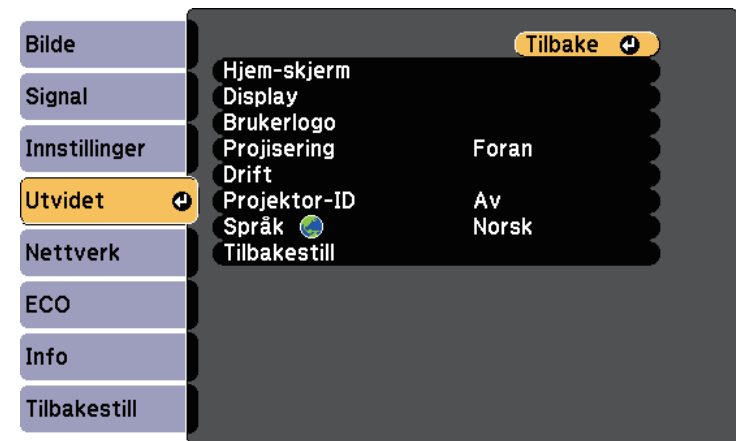 Bilde
Signal
Innstillinger
Utvidet
Nettverk
ECO
Info
Tilbakestill
Tilbake
Hjem-skjerm
Display
Brukerlogo
Projisering Foran
Drift
Projektor-ID Av
Språk Norsk
Tilbakestill